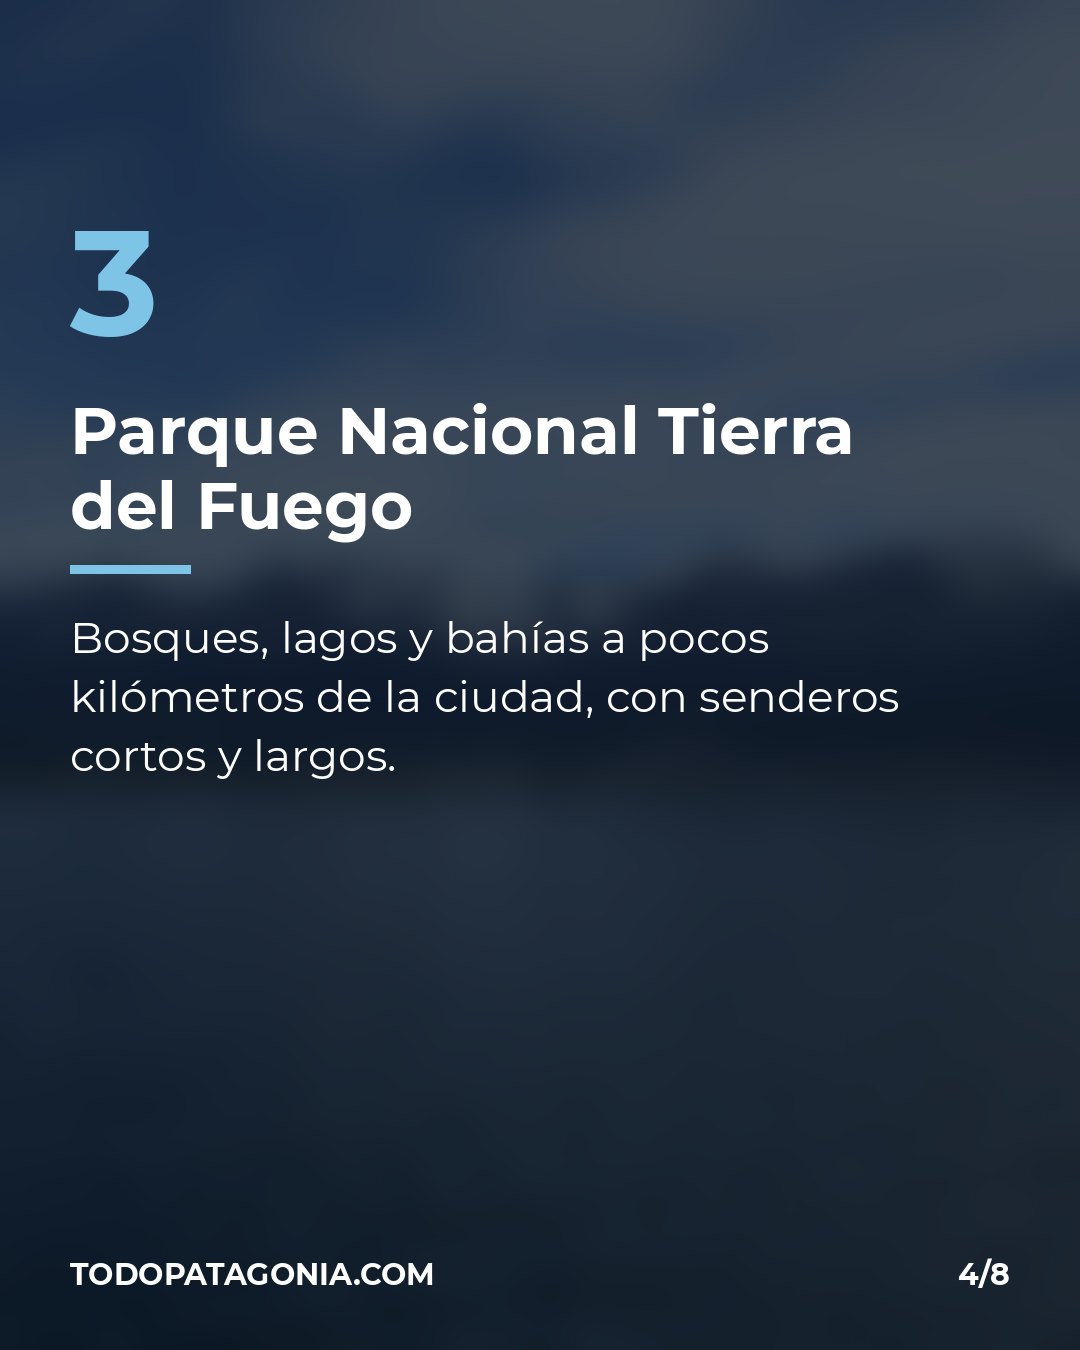 3
Parque Nacional Tierra
del Fuego
Bosques, lagos y bahías a pocos
kilómetros de la ciudad, con senderos
cortos y largos.
TODOPATAGONIA.COM
4/8